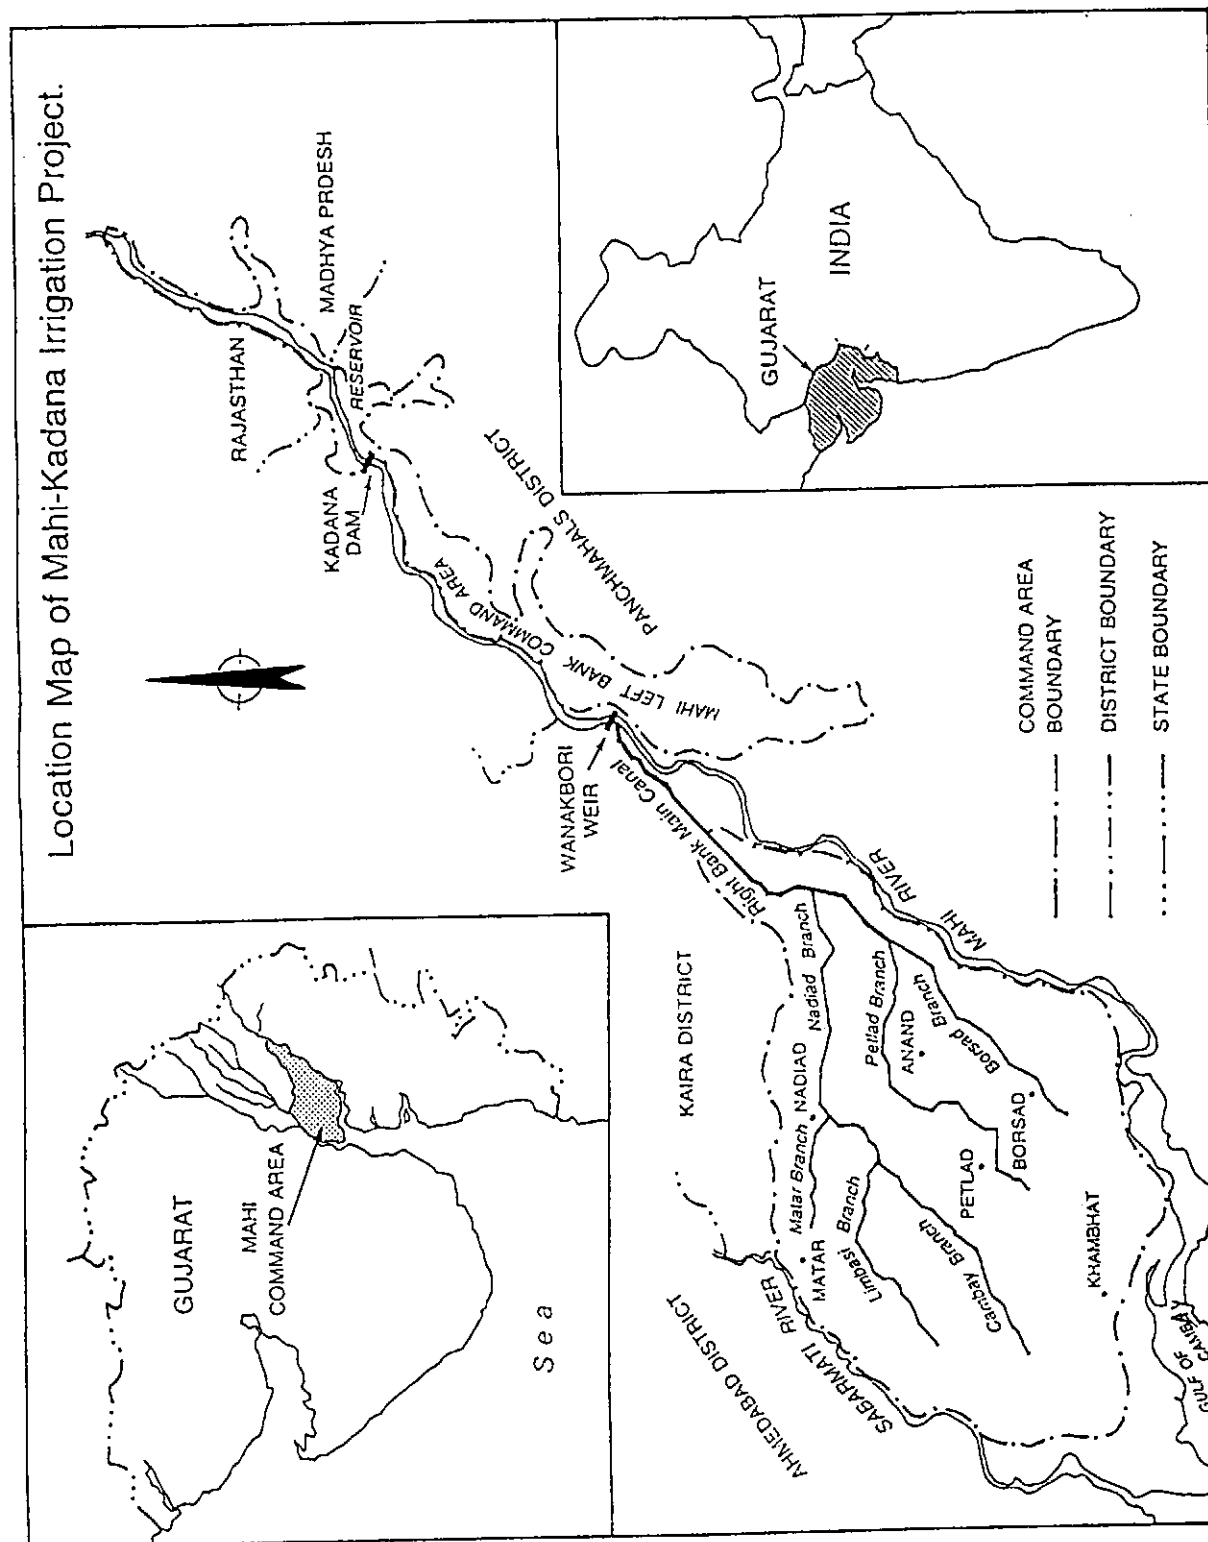 Location Map of Mahi-Kadana Irrigation Project.
GUJARAT
MAHI
COMMAND AREA
Sea
RAJASTHAN
MADHYA PRDESH
RESERVOIR
KADANA
DAM
PANCHMAHALS DISTRICT
MAHI LEFT BANK COMMAND AREA
WANAKBORI
WEIR
Right Bank Main Canal
MAHI RIVER
KAIRA DISTRICT
Nadiad Branch
NADIAD
Matar Branch
MATAR
Petlad Branch
ANAND
Borsad Branch
BORSAD
PETLAD
Limbasi Branch
Cambay Branch
KHAMBHAT
SABARMATI RIVER
AHMEDABAD DISTRICT
GULF OF
CAMBAY
GUJARAT
INDIA
COMMAND AREA
BOUNDARY
DISTRICT BOUNDARY
STATE BOUNDARY